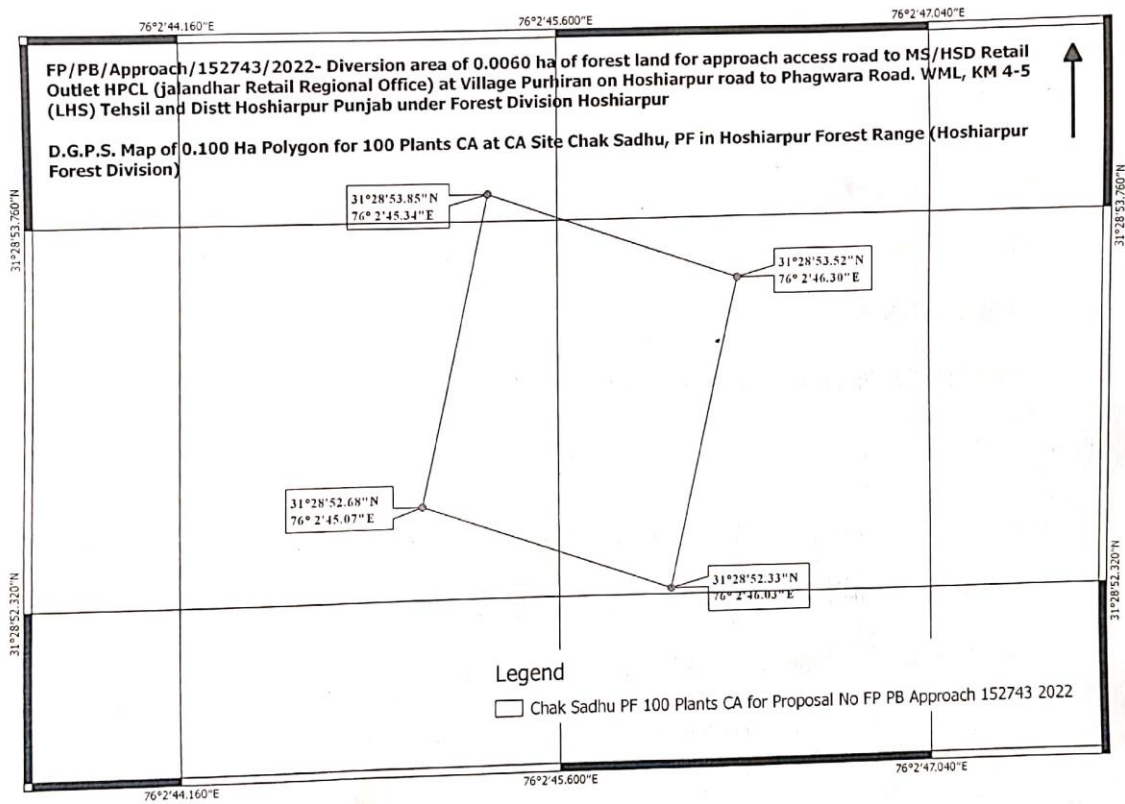 76°2'44.160"E
76°2'45.600"E
76°2'47.040"E
FP/PB/Approach/152743/2022- Diversion area of 0.0060 ha of forest land for approach access road to MS/HSD Retail
Outlet HPCL (jalandhar Retail Regional Office) at Village Purhiran on Hoshiarpur road to Phagwara Road. WML, KM 4-5
(LHS) Tehsil and Distt Hoshiarpur Punjab under Forest Division Hoshiarpur
D.G.P.S. Map of 0.100 Ha Polygon for 100 Plants CA at CA Site Chak Sadhu, PF in Hoshiarpur Forest Range (Hoshiarpur
Forest Division)
31°28'53.760"N
31°28'53.760"N
31°28'53.85"N
76° 2'45.34"E
31°28'53.52"N
76° 2'46.30"E
31°28'52.68"N
76° 2'45.07"E
31°28'52.33"N
76° 2'46.03"E
31°28'52.320"N
31°28'52.320"N
Legend
Chak Sadhu PF 100 Plants CA for Proposal No FP PB Approach 152743 2022
76°2'44.160"E
76°2'45.600"E
76°2'47.040"E